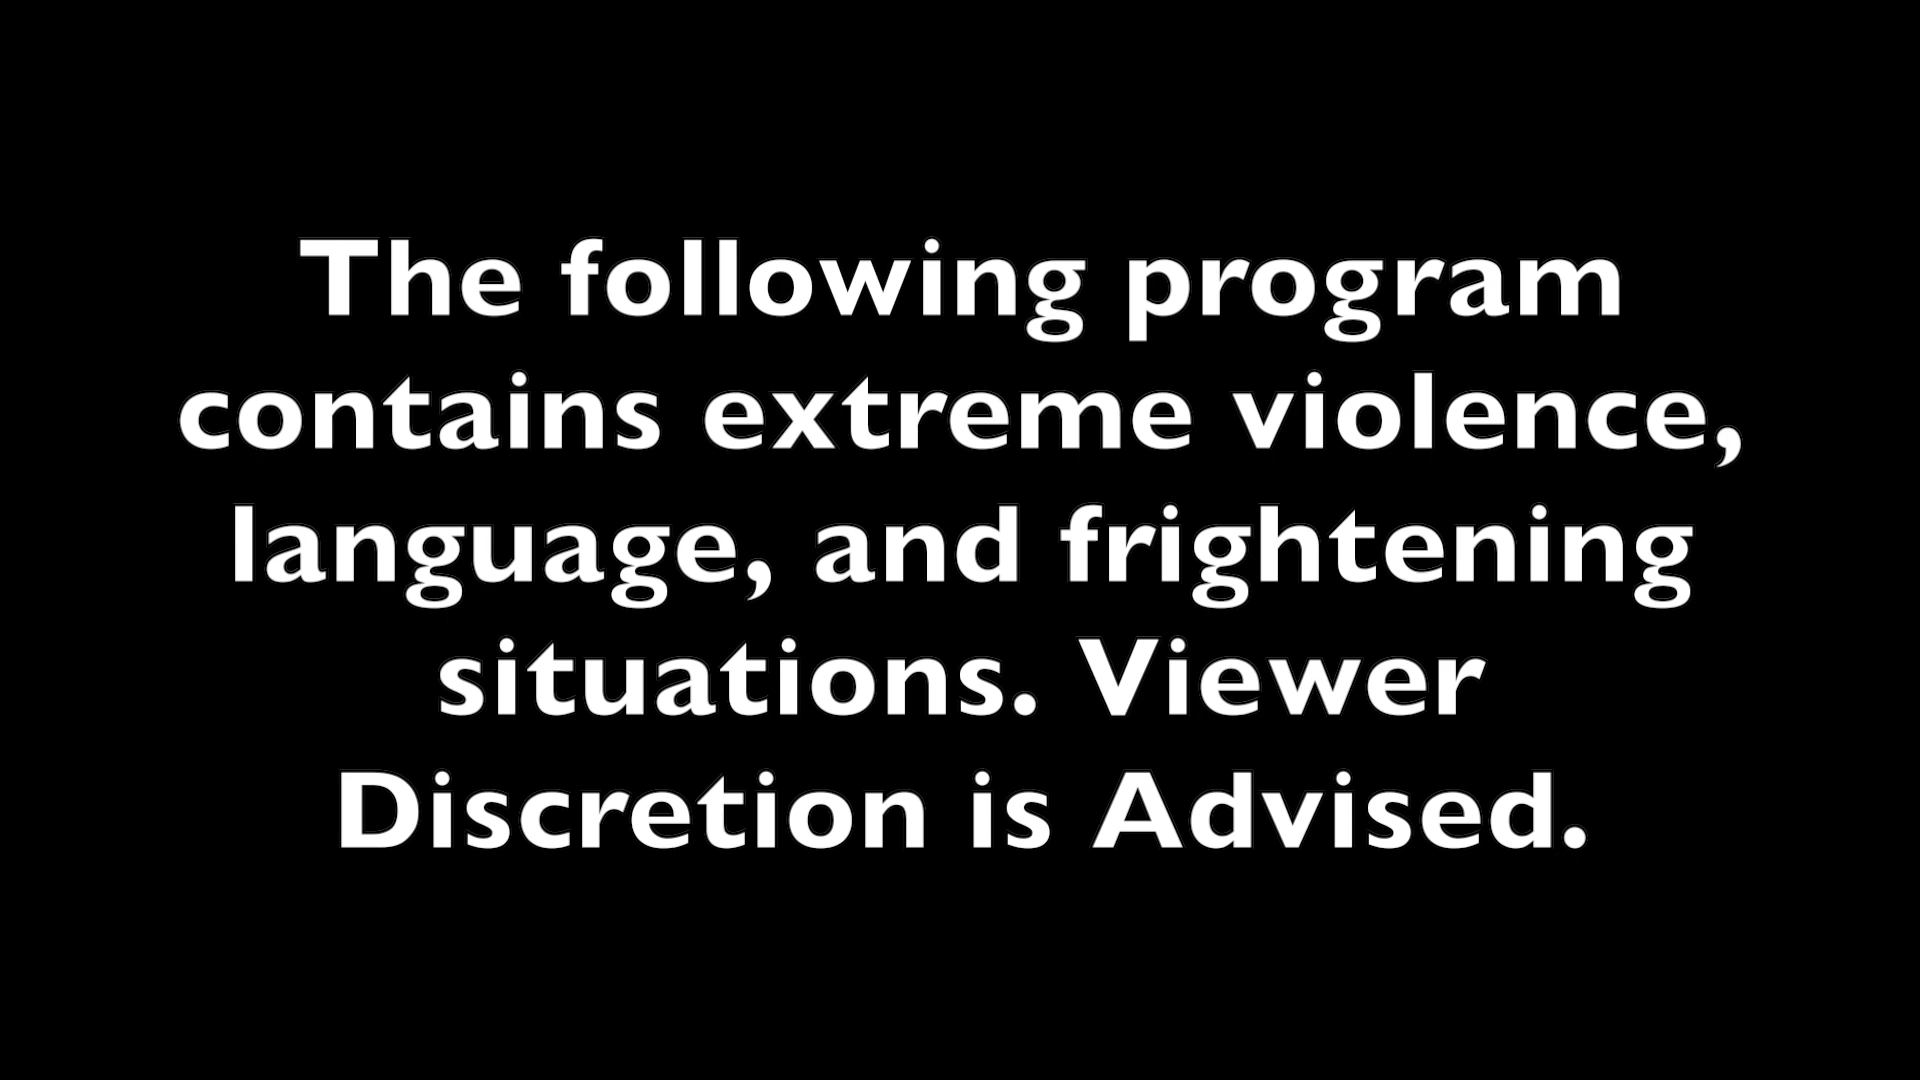 The following program
contains extreme violence,
language, and frightening
situations. Viewer
Discretion is Advised.